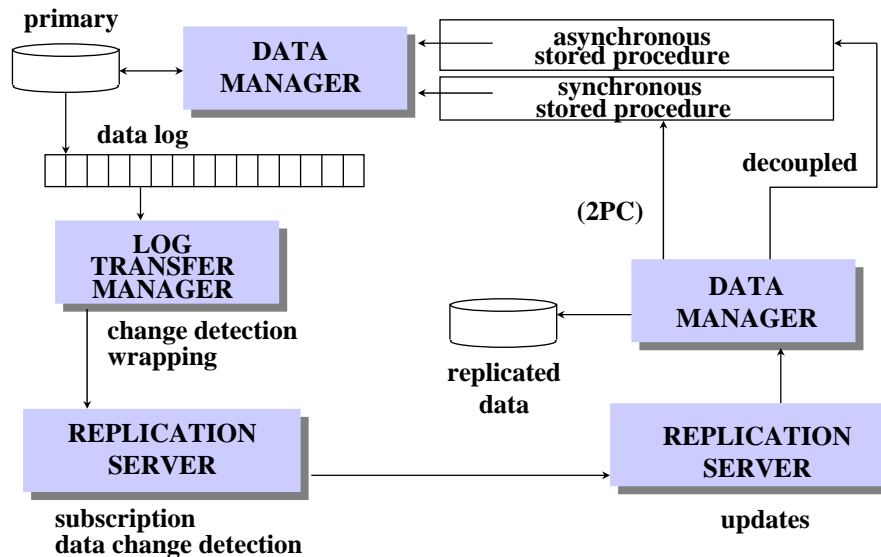 primary
DATA
MANAGER
asynchronous
stored procedure
synchronous
stored procedure
data log
decoupled
(2PC)
LOG
TRANSFER
MANAGER
DATA
MANAGER
change detection
wrapping
replicated
data
REPLICATION
SERVER
REPLICATION
SERVER
subscription
data change detection
updates